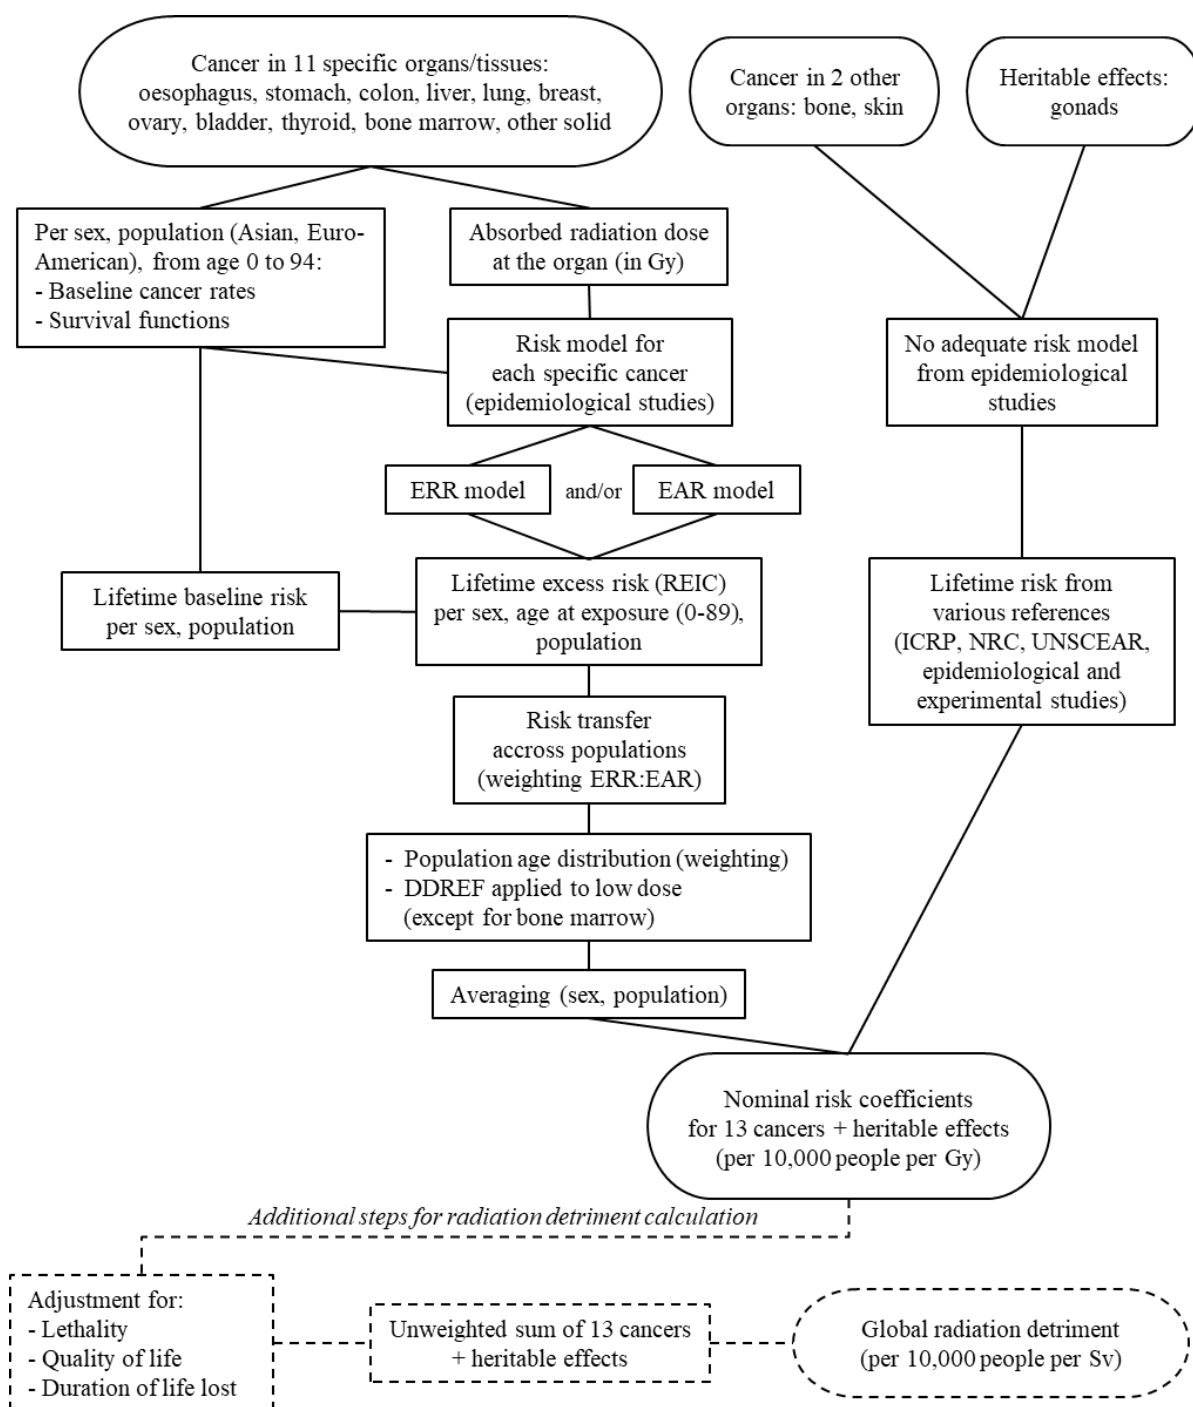 Cancer in 11 specific organs/tissues:
oesophagus, stomach, colon, liver, lung, breast,
ovary, bladder, thyroid, bone marrow, other solid
Cancer in 2 other
organs: bone, skin
Heritable effects:
gonads
Per sex, population (Asian, Euro-
American), from age 0 to 94:
- Baseline cancer rates
- Survival functions
Absorbed radiation dose
at the organ (in Gy)
Risk model for
each specific cancer
(epidemiological studies)
No adequate risk model
from epidemiological
studies
ERR model
and/or
EAR model
Lifetime baseline risk
per sex, population
Lifetime excess risk (REIC)
per sex, age at exposure (0-89),
population
Lifetime risk from
various references
(ICRP, NRC, UNSCEAR,
epidemiological and
experimental studies)
Risk transfer
accross populations
(weighting ERR:EAR)
- Population age distribution (weighting)
- DDREF applied to low dose
(except for bone marrow)
Averaging (sex, population)
Nominal risk coefficients
for 13 cancers + heritable effects
(per 10,000 people per Gy)
Additional steps for radiation detriment calculation
Adjustment for:
- Lethality
- Quality of life
- Duration of life lost
Unweighted sum of 13 cancers
+ heritable effects
Global radiation detriment
(per 10,000 people per Sv)